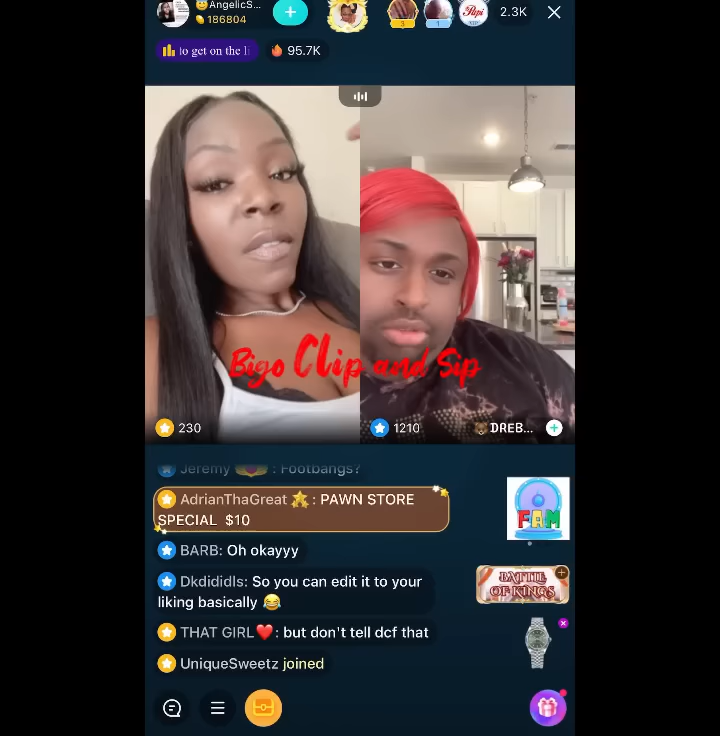 😇AngelicS...
186804
2.3K
to get on the li
95.7K
Bigo Clip and Sip
230
1210
DREB...
Jeremy : Footbangs?
AdrianThaGreat : PAWN STORE
SPECIAL $10
FAM
BARB: Oh okayyy
Dkdididls: So you can edit it to your
liking basically 😂
BATTLE
OF KINGS
THAT GIRL❤️: but don't tell dcf that
UniqueSweetz joined